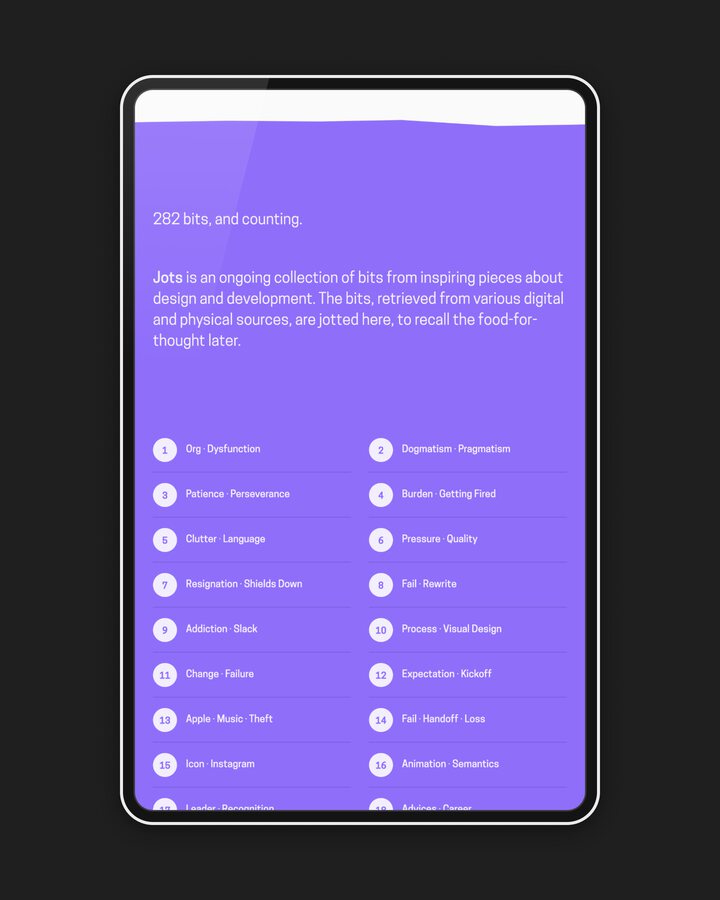 282 bits, and counting.
Jots is an ongoing collection of bits from inspiring pieces about
design and development. The bits, retrieved from various digital
and physical sources, are jotted here, to recall the food-for-
thought later.
1 Org · Dysfunction
2 Dogmatism · Pragmatism
3 Patience · Perseverance
4 Burden · Getting Fired
5 Clutter · Language
6 Pressure · Quality
7 Resignation · Shields Down
8 Fail · Rewrite
9 Addiction · Slack
10 Process · Visual Design
11 Change · Failure
12 Expectation · Kickoff
13 Apple · Music · Theft
14 Fail · Handoff · Loss
15 Icon · Instagram
16 Animation · Semantics
17 Leader · Recognition
18 Advices · Career